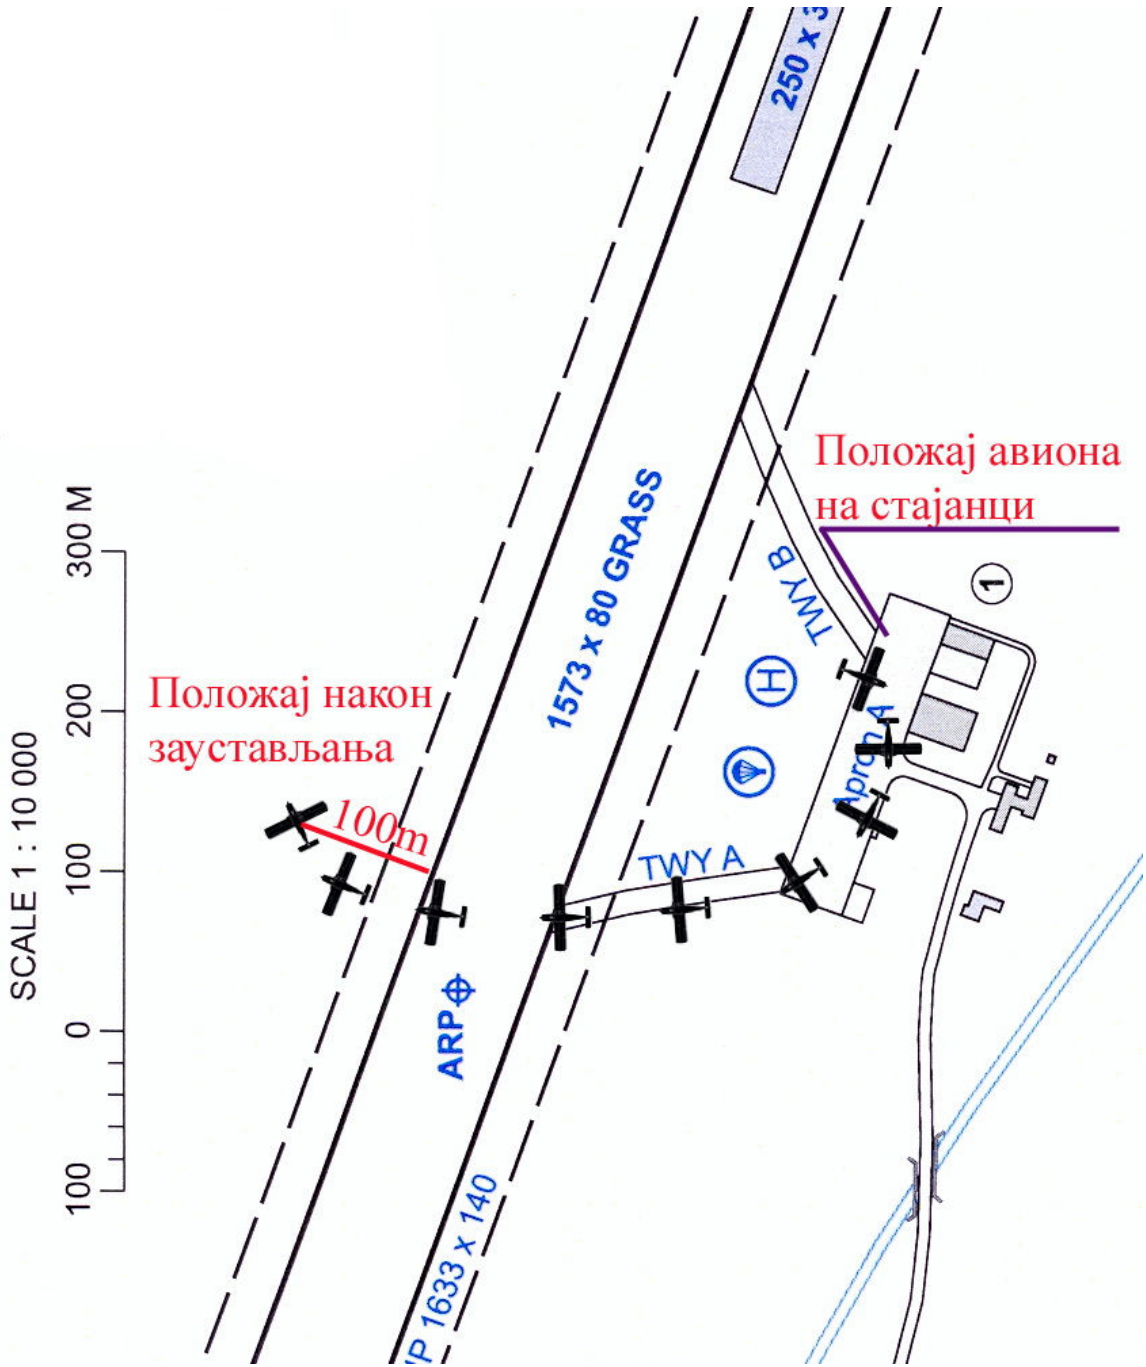 250 x 3
Положај авиона
на стајанци
300 M
200
100
0
100
SCALE 1 : 10 000
1573 x 80 GRASS
TWY B
1
H
Положај након
заустављања
100m
Apron A
TWY A
ARP
IP 1633 x 140